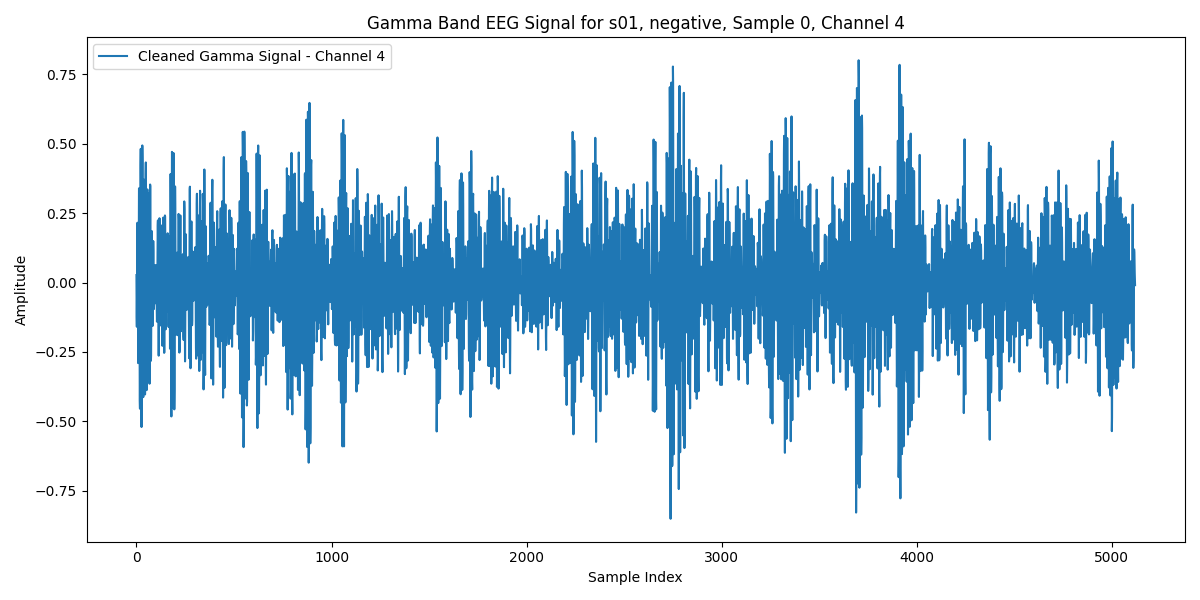 Gamma Band EEG Signal for s01, negative, Sample 0, Channel 4
Cleaned Gamma Signal - Channel 4
Amplitude
0.75
0.50
0.25
0.00
−0.25
−0.50
−0.75
0 1000 2000 3000 4000 5000
Sample Index